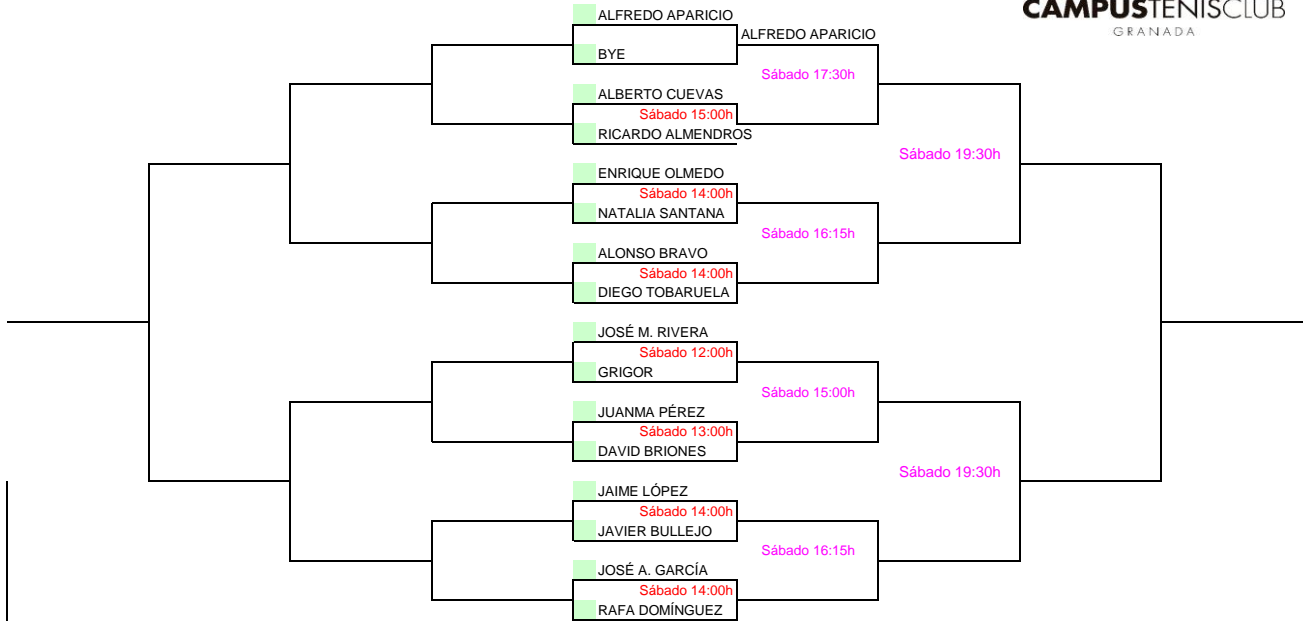 CAMPUSTENISCLUB
GRANADA
ALFREDO APARICIO
ALFREDO APARICIO
BYE
Sábado 17:30h
ALBERTO CUEVAS
Sábado 15:00h
RICARDO ALMENDROS
Sábado 19:30h
ENRIQUE OLMEDO
Sábado 14:00h
NATALIA SANTANA
Sábado 16:15h
ALONSO BRAVO
Sábado 14:00h
DIEGO TOBARUELA
JOSÉ M. RIVERA
Sábado 12:00h
GRIGOR
Sábado 15:00h
JUANMA PÉREZ
Sábado 13:00h
DAVID BRIONES
Sábado 19:30h
JAIME LÓPEZ
Sábado 14:00h
JAVIER BULLEJO
Sábado 16:15h
JOSÉ A. GARCÍA
Sábado 14:00h
RAFA DOMÍNGUEZ